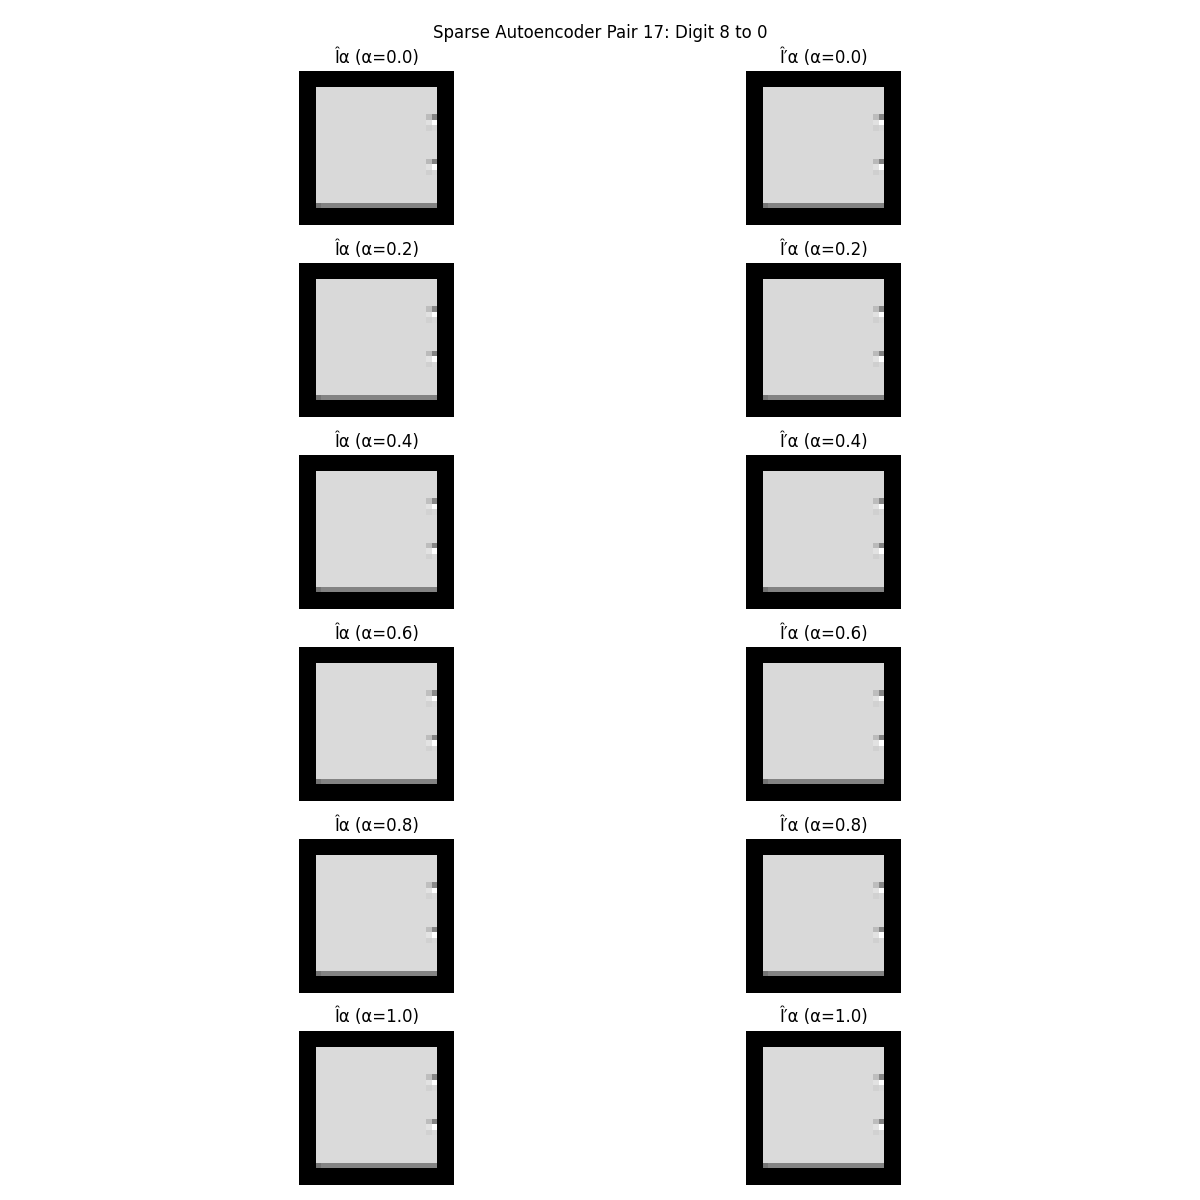 Sparse Autoencoder Pair 17: Digit 8 to 0
Îα (α=0.0) Î′α (α=0.0)
Îα (α=0.2) Î′α (α=0.2)
Îα (α=0.4) Î′α (α=0.4)
Îα (α=0.6) Î′α (α=0.6)
Îα (α=0.8) Î′α (α=0.8)
Îα (α=1.0) Î′α (α=1.0)